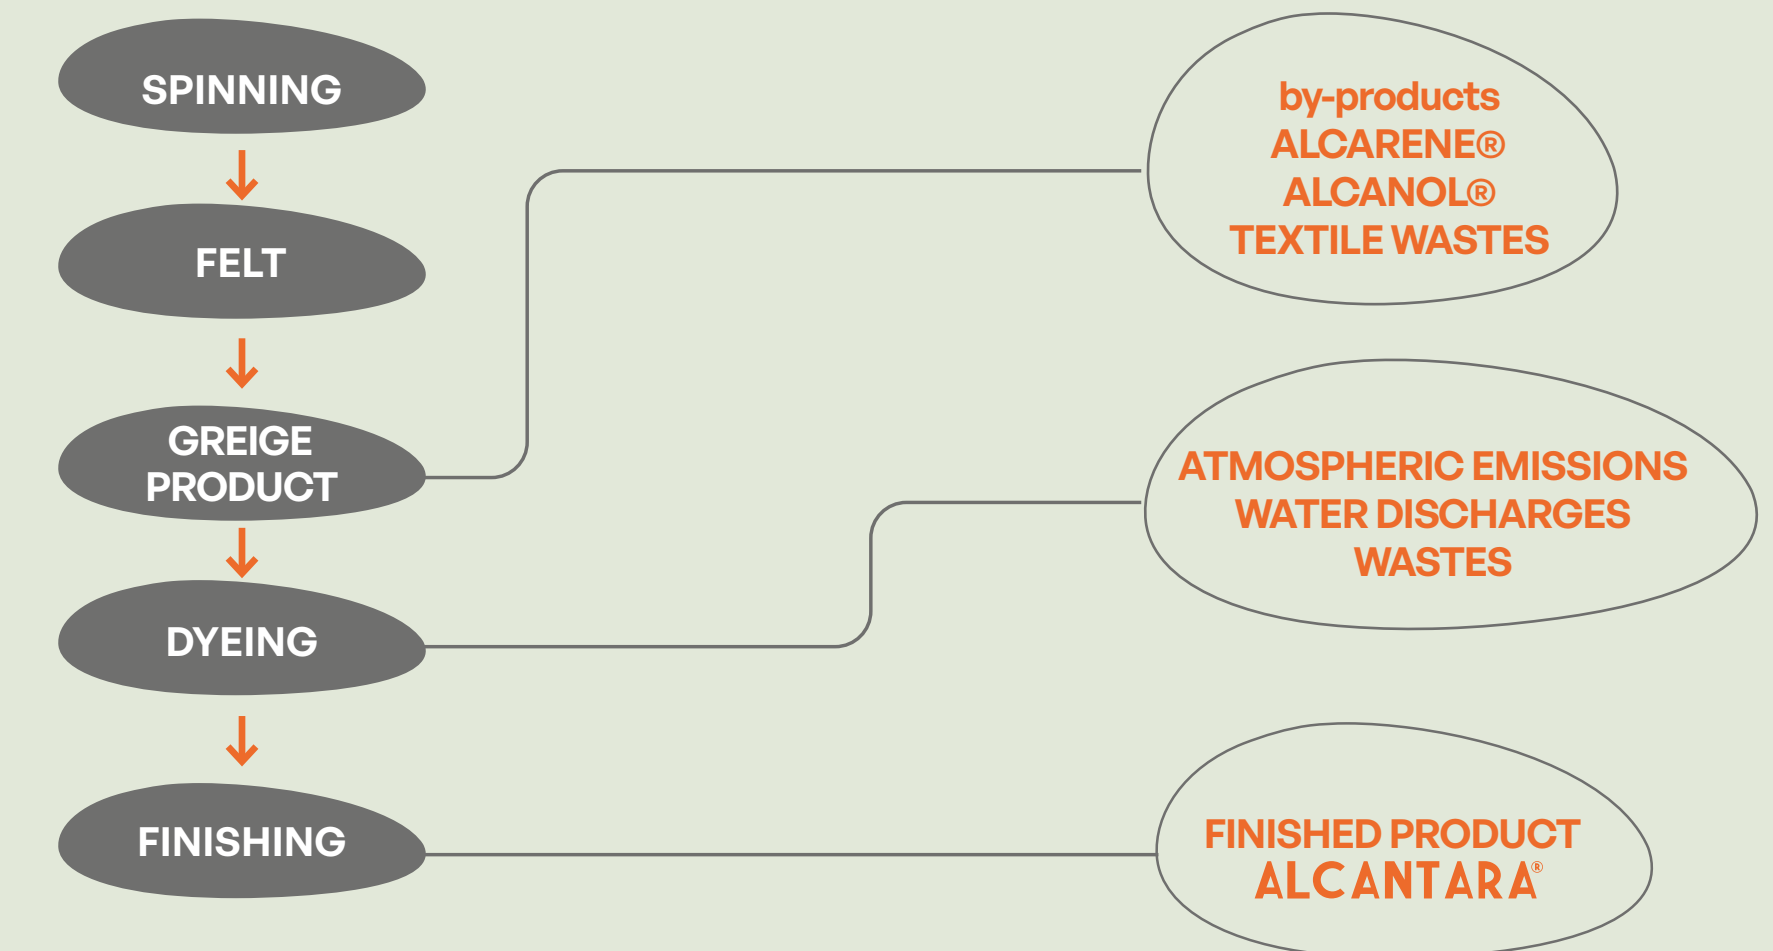 SPINNING
FELT
GREIGE
PRODUCT
DYEING
FINISHING
by-products
ALCARENE®
ALCANOL®
TEXTILE WASTES
ATMOSPHERIC EMISSIONS
WATER DISCHARGES
WASTES
FINISHED PRODUCT
ALCANTARA®